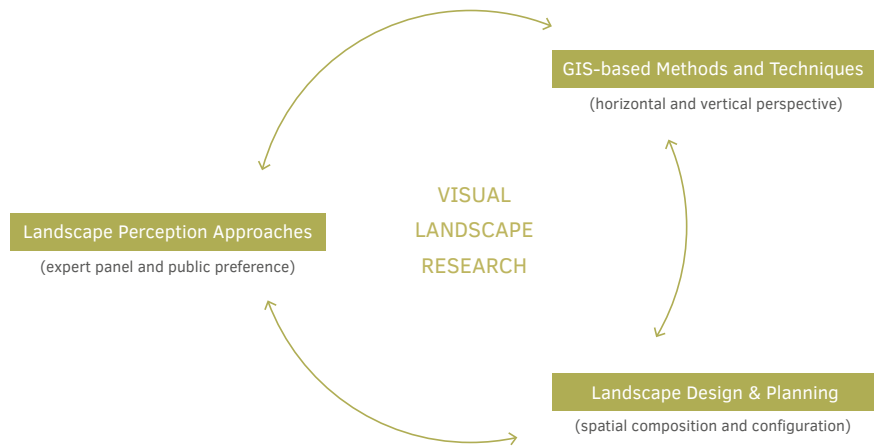 GIS-based Methods and Techniques
(horizontal and vertical perspective)
VISUAL
LANDSCAPE
RESEARCH
Landscape Perception Approaches
(expert panel and public preference)
Landscape Design & Planning
(spatial composition and configuration)